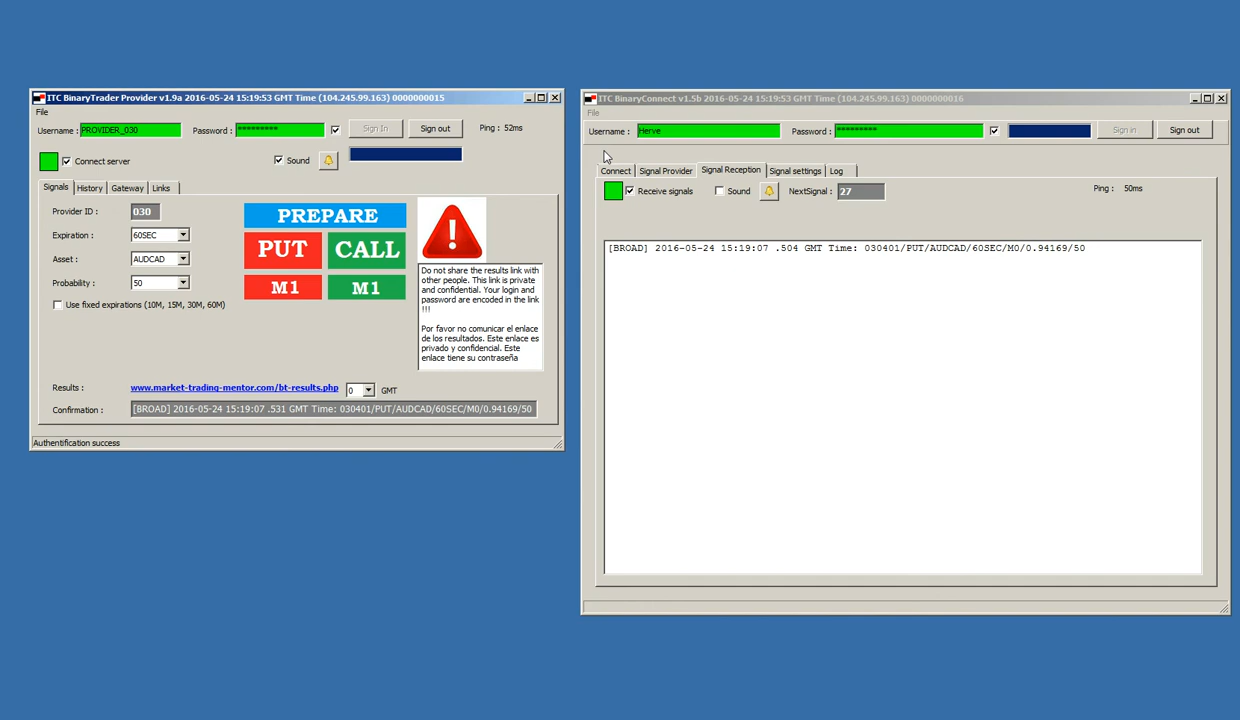 ITC BinaryTrader Provider v1.9a 2016-05-24 15:19:53 GMT Time (104.245.99.163) 0000000015
File
Username : PROVIDER_030 Password : ********* Sign In Sign out Ping : 52ms
Connect server Sound
Signals History Gateway Links
Provider ID : 030
Expiration : 60SEC
Asset : AUDCAD
Probability : 50
Use fixed expirations (10M, 15M, 30M, 60M)
PREPARE
PUT CALL
M1 M1
Do not share the results link with
other people. This link is private
and confidential. Your login and
password are encoded in the link
!!!
Por favor no comunicar el enlace
de los resultados. Este enlace es
privado y confidencial. Este
enlace tiene su contraseña
Results : www.market-trading-mentor.com/bt-results.php 0 GMT
Confirmation : [BROAD] 2016-05-24 15:19:07 .531 GMT Time: 030401/PUT/AUDCAD/60SEC/M0/0.94169/50
Authentification success
ITC BinaryConnect v1.5b 2016-05-24 15:19:53 GMT Time (104.245.99.163) 0000000016
File
Username : Herve Password : ********* Sign in Sign out
Connect Signal Provider Signal Reception Signal settings Log
Receive signals Sound NextSignal : 27 Ping : 50ms
[BROAD] 2016-05-24 15:19:07 .504 GMT Time: 030401/PUT/AUDCAD/60SEC/M0/0.94169/50